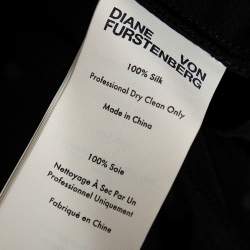 DIANE VON
FURSTENBERG
100% Silk
Professional Dry Clean Only
Made in China
100% Soie
Nettoyage À Sec Par Un
Professionnel Uniquement
Fabriqué en Chine